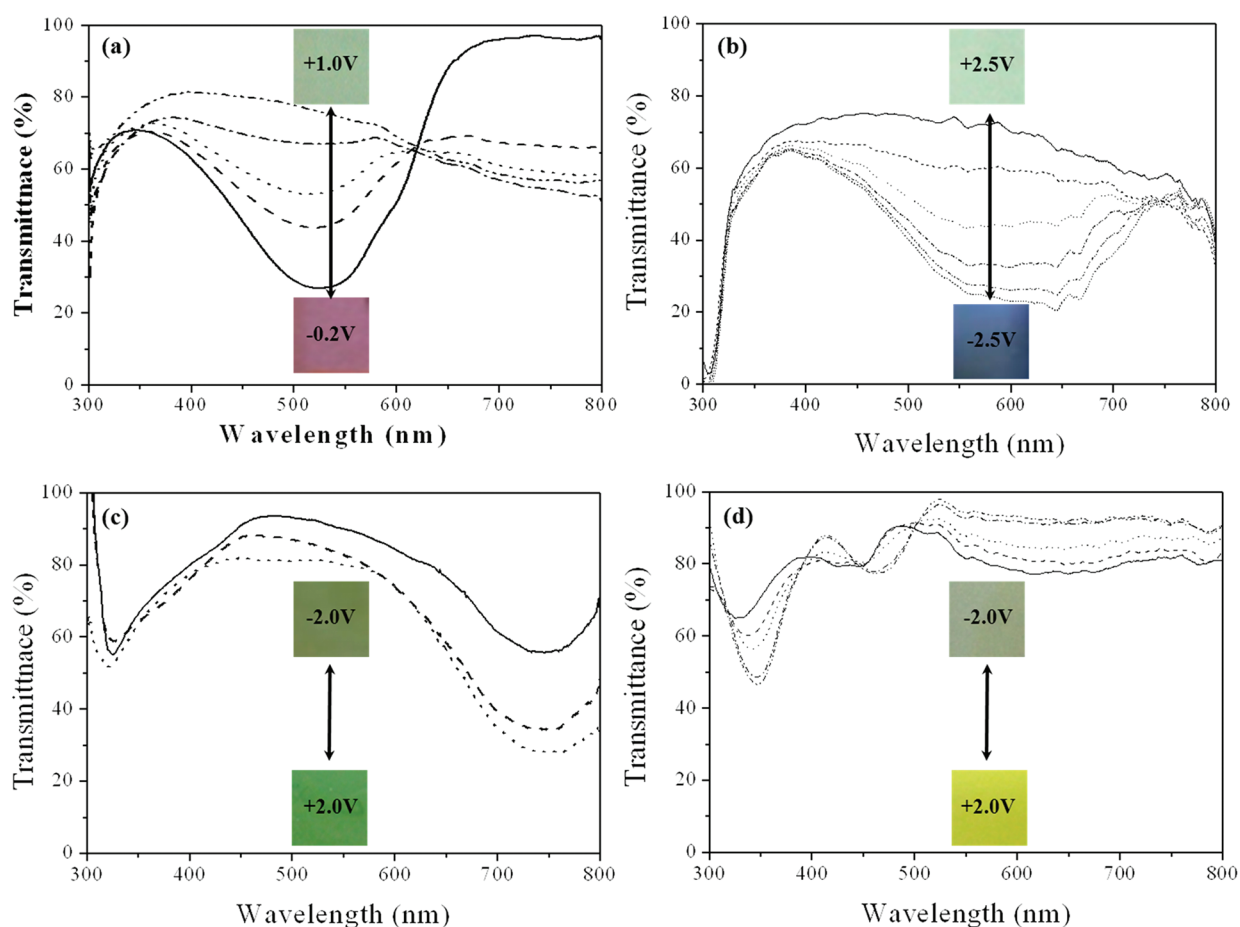 (a)
+1.0V
-0.2V
100
80
60
40
20
0
300 400 500 600 700 800
Transmittnace (%)
Wavelength (nm)
(b)
+2.5V
-2.5V
100
80
60
40
20
0
300 400 500 600 700 800
Transmittance (%)
Wavelength (nm)
(c)
-2.0V
+2.0V
100
80
60
40
20
0
300 400 500 600 700 800
Transmittnace (%)
Wavelength (nm)
(d)
-2.0V
+2.0V
100
80
60
40
20
0
300 400 500 600 700 800
Transmittance (%)
Wavelength (nm)